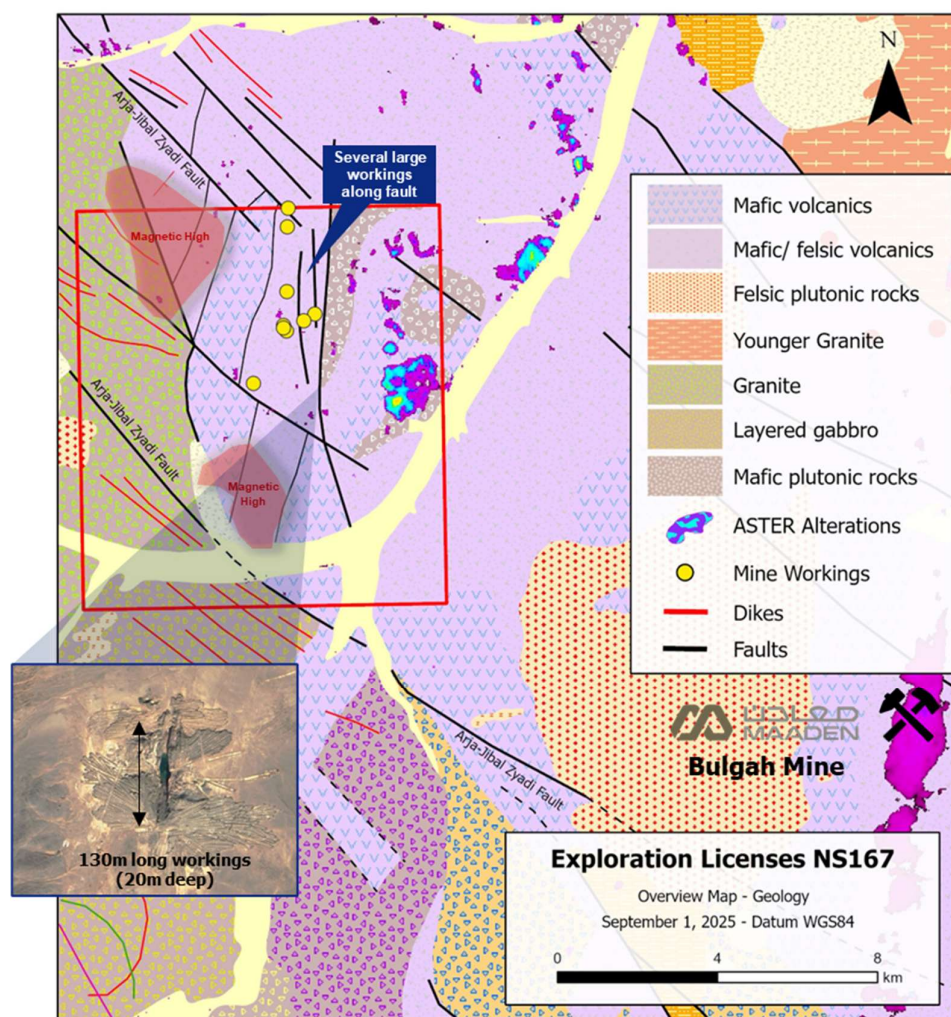 N
Arja-Jibal Zyadi Fault
Several large
workings
along fault
Magnetic High
Mafic volcanics
Mafic/ felsic volcanics
Felsic plutonic rocks
Younger Granite
Granite
Layered gabbro
Mafic plutonic rocks
ASTER Alterations
Mine Workings
Dikes
Faults
Arja-Jibal Zyadi Fault
Magnetic
High
معادن
MAADEN
Bulgah Mine
Arja-Jibal Zyadi Fault
130m long workings
(20m deep)
Exploration Licenses NS167
Overview Map - Geology
September 1, 2025 - Datum WGS84
0 4 8
km